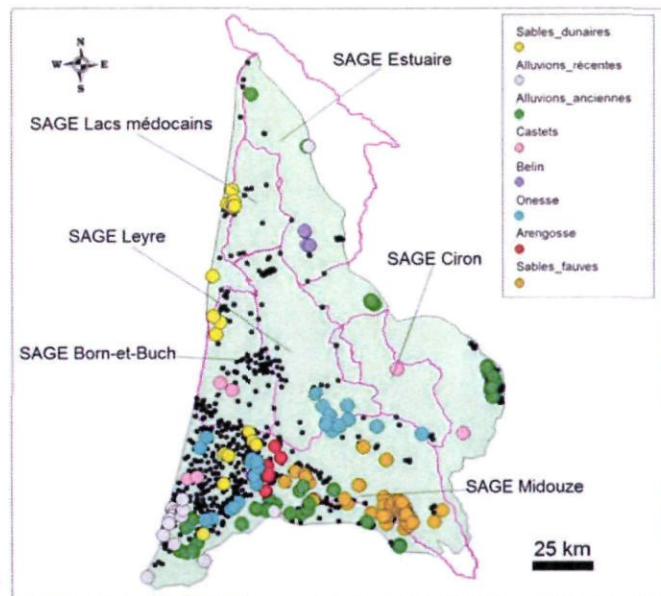 N
W E
S
SAGE Estuaire
SAGE Lacs médocains
SAGE Leyre
SAGE Ciron
SAGE Born-et-Buch
SAGE Midouze
25 km
Sables_dunaires
Alluvions_récentes
Alluvions_anciennes
Castets
Belin
Onesse
Arengosse
Sables_fauves